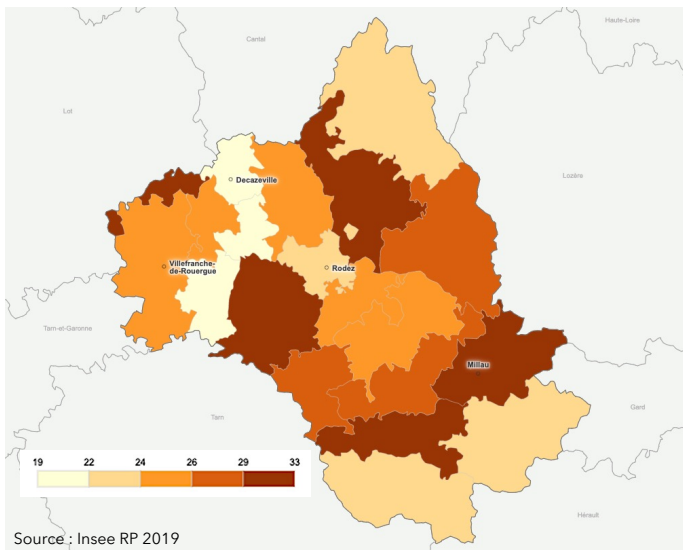 Haute-Loire
Cantal
Lot
Lozère
Decazeville
Villefranche-
de-Rouergue
Rodez
Tarn-et-Garonne
Millau
Gard
Tarn
19 22 24 26 29 33
Hérault
Source : Insee RP 2019